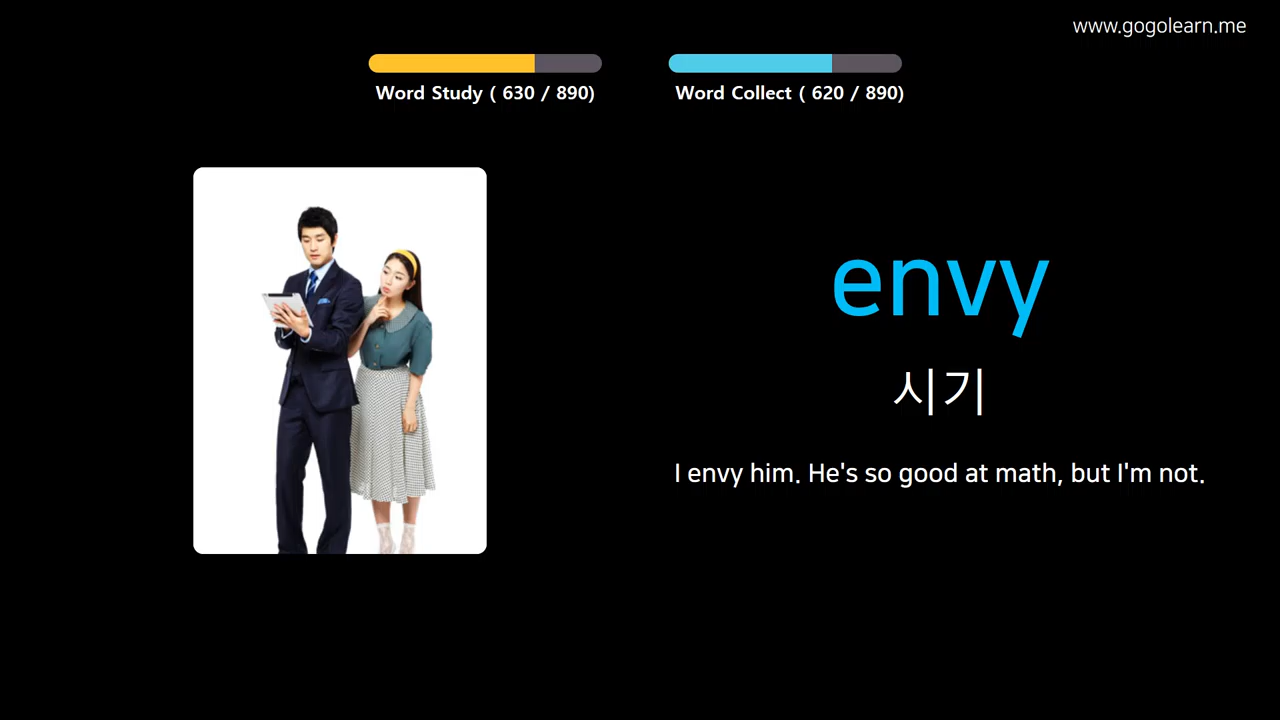 www.gogolearn.me
Word Study ( 630 / 890)
Word Collect ( 620 / 890)
envy
시기
I envy him. He's so good at math, but I'm not.